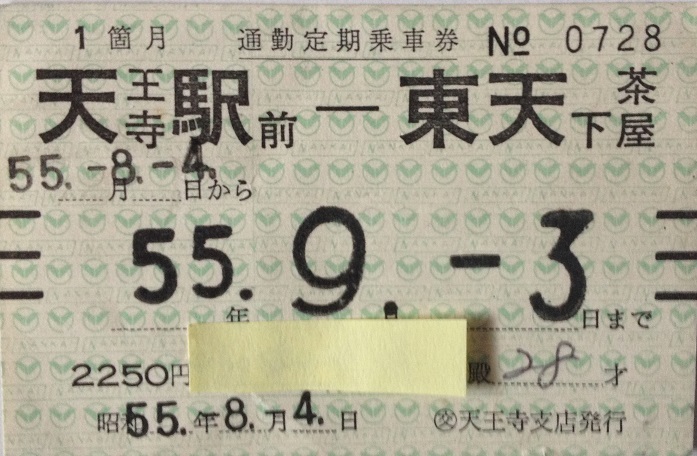 1箇月 通勤定期乗車券 № 0728
天王寺駅前―東天下茶屋
55.-8.-4.
月 日から
55.9.-3
年 月 日まで
2250円 殿 28才
昭和55.年8.月4.日 ㊛天王寺支店発行